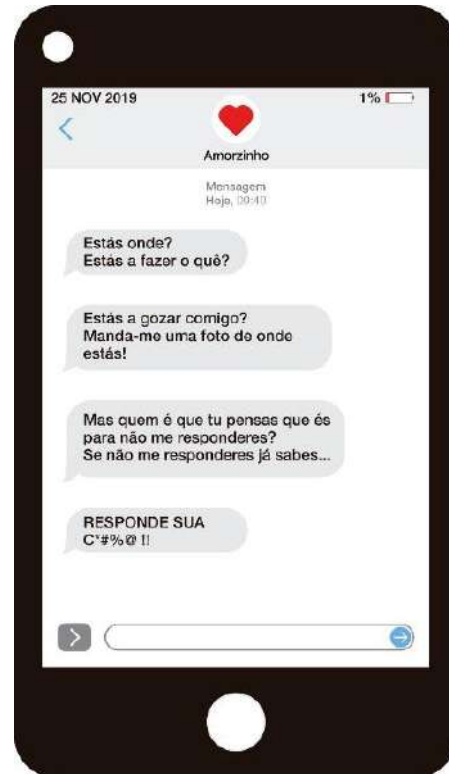 25 NOV 2019
1%
Amorzinho
Mensagem
Hoje, 00:40
Estás onde?
Estás a fazer o quê?
Estás a gozar comigo?
Manda-me uma foto de onde
estás!
Mas quem é que tu pensas que és
para não me responderes?
Se não me responderes já sabes...
RESPONDE SUA
C*#%@ !!